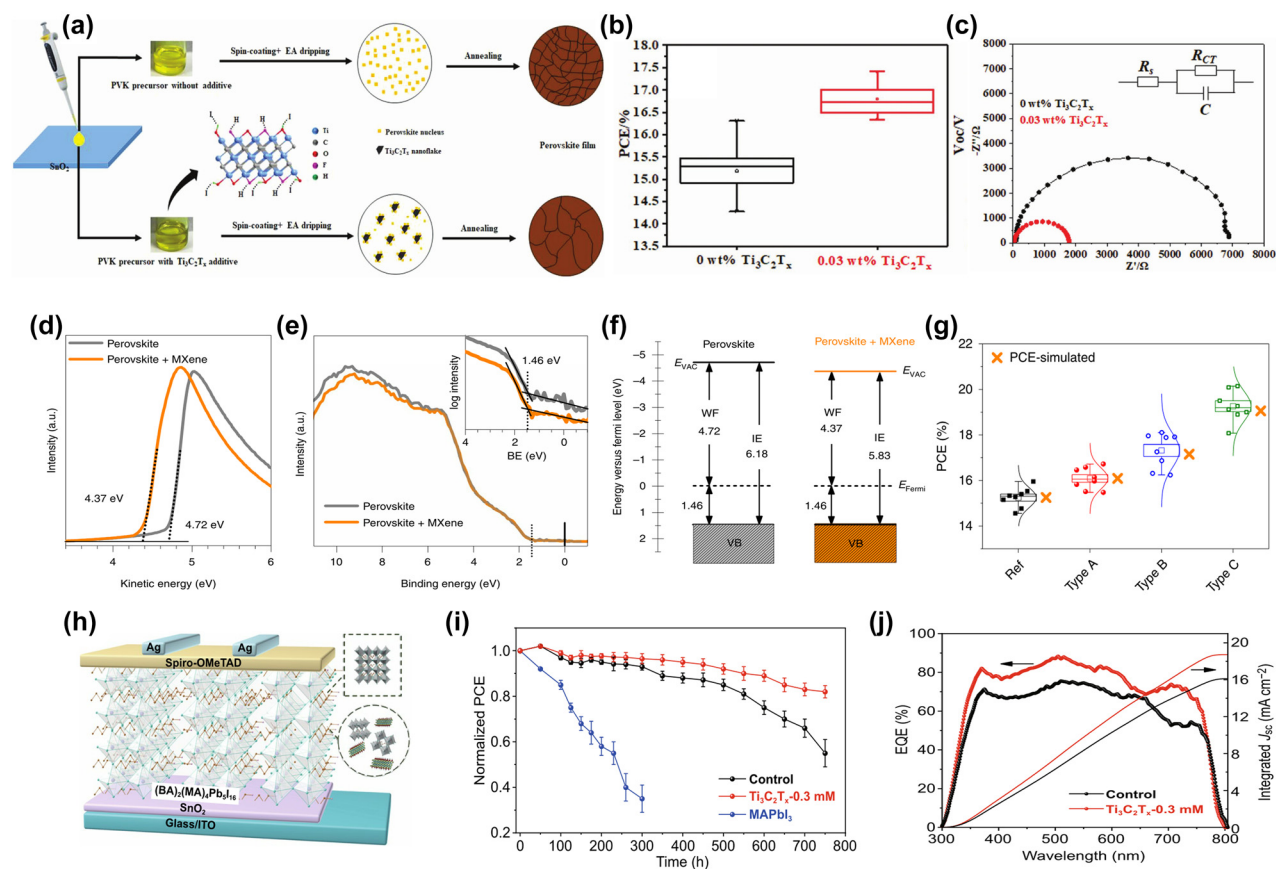 (a)
Spin-coating+ EA dripping
Annealing
PVK precursor without additive
SnO₂
I H I H I
Ti
C
O
F
H
I H I H I
Perovskite nucleus
Ti₃C₂Tₓ nanoflake
Perovskite film
Spin-coating+ EA dripping
Annealing
PVK precursor with Ti₃C₂Tₓ additive
(b)
PCE/%
18.0
17.5
17.0
16.5
16.0
15.5
15.0
14.5
14.0
13.5
0 wt% Ti₃C₂Tₓ
0.03 wt% Ti₃C₂Tₓ
(c)
Voc/V
-Z''/Ω
8000
7000
6000
5000
4000
3000
2000
1000
0
Rs
RCT
C
0 wt% Ti₃C₂Tₓ
0.03 wt% Ti₃C₂Tₓ
0 1000 2000 3000 4000 5000 6000 7000 8000
Z'/Ω
(d)
Perovskite
Perovskite + MXene
Intensity (a.u.)
4.37 eV
4.72 eV
4 5 6
Kinetic energy (eV)
(e)
Intensity (a.u.)
log intensity
1.46 eV
4 2 0
BE (eV)
Perovskite
Perovskite + MXene
10 8 6 4 2 0
Binding energy (eV)
(f)
Energy versus fermi level (eV)
−5
−4
−3
−2
−1
0
1
2
Perovskite
EVAC
WF
4.72
IE
6.18
1.46
VB
Perovskite + MXene
EVAC
WF
4.37
IE
5.83
EFermi
1.46
VB
(g)
PCE-simulated
PCE (%)
22
20
18
16
14
Ref
Type A
Type B
Type C
(h)
Ag
Ag
Spiro-OMeTAD
(BA)₂(MA)₄Pb₅I₁₆
SnO₂
Glass/ITO
(i)
Normalized PCE
1.0
0.8
0.6
0.4
0.2
Control
Ti₃C₂Tₓ-0.3 mM
MAPbI₃
0 100 200 300 400 500 600 700 800
Time (h)
(j)
EQE (%)
100
80
60
40
20
0
Control
Ti₃C₂Tₓ-0.3 mM
20
18
16
14
12
10
8
6
4
2
0
Integrated Jsc (mA cm⁻²)
300 400 500 600 700 800
Wavelength (nm)